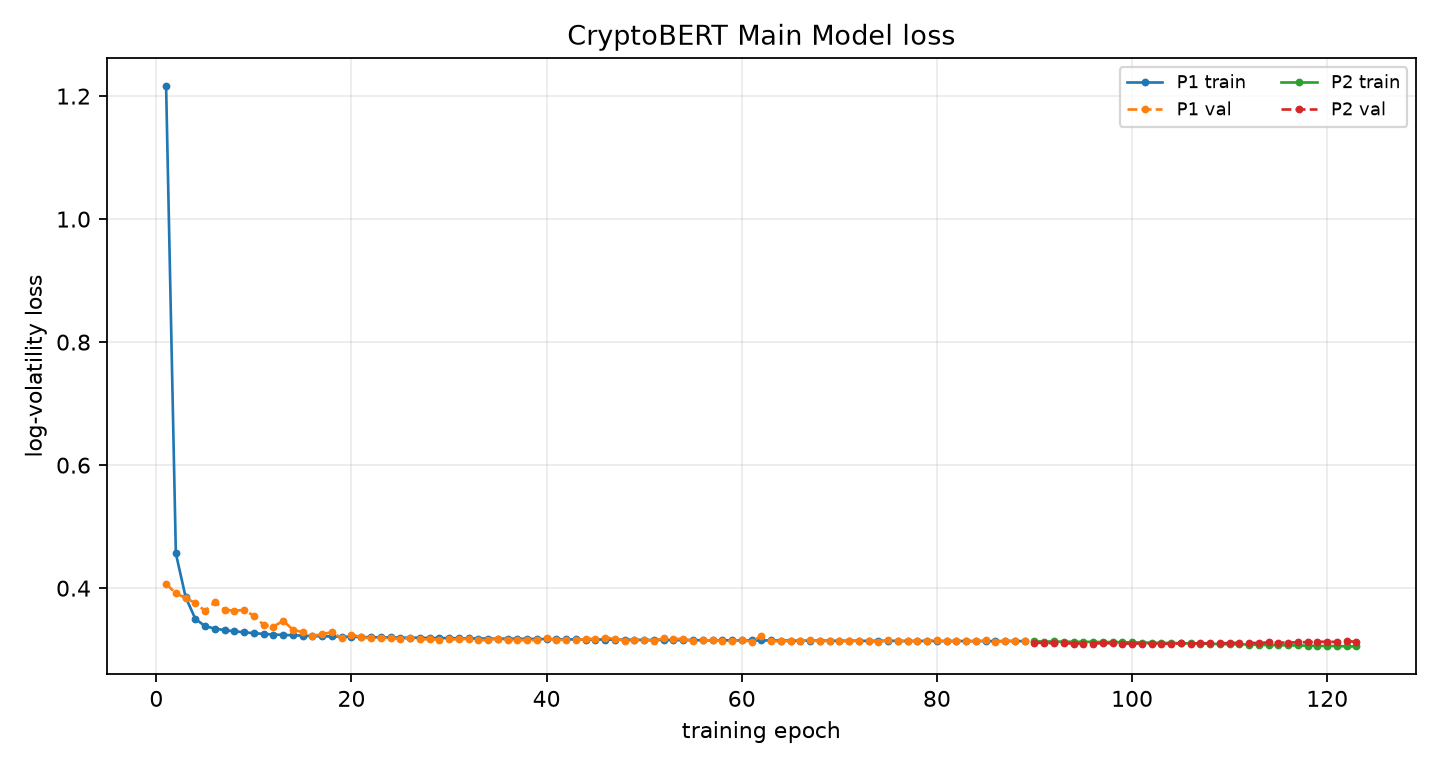 CryptoBERT Main Model loss
P1 train
P1 val
P2 train
P2 val
log-volatility loss
1.2
1.0
0.8
0.6
0.4
0
20
40
60
80
100
120
training epoch